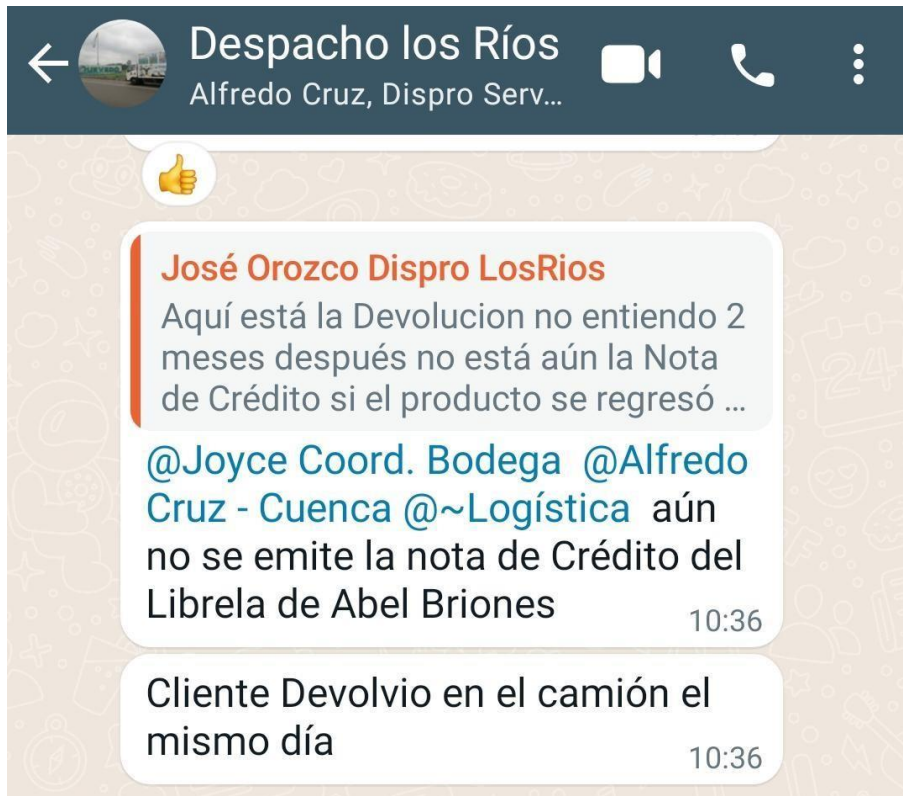 Despacho los Ríos
Alfredo Cruz, Dispro Serv...
José Orozco Dispro LosRios
Aquí está la Devolucion no entiendo 2
meses después no está aún la Nota
de Crédito si el producto se regresó ...
@Joyce Coord. Bodega @Alfredo
Cruz - Cuenca @~Logística aún
no se emite la nota de Crédito del
Librela de Abel Briones
10:36
Cliente Devolvio en el camión el
mismo día
10:36